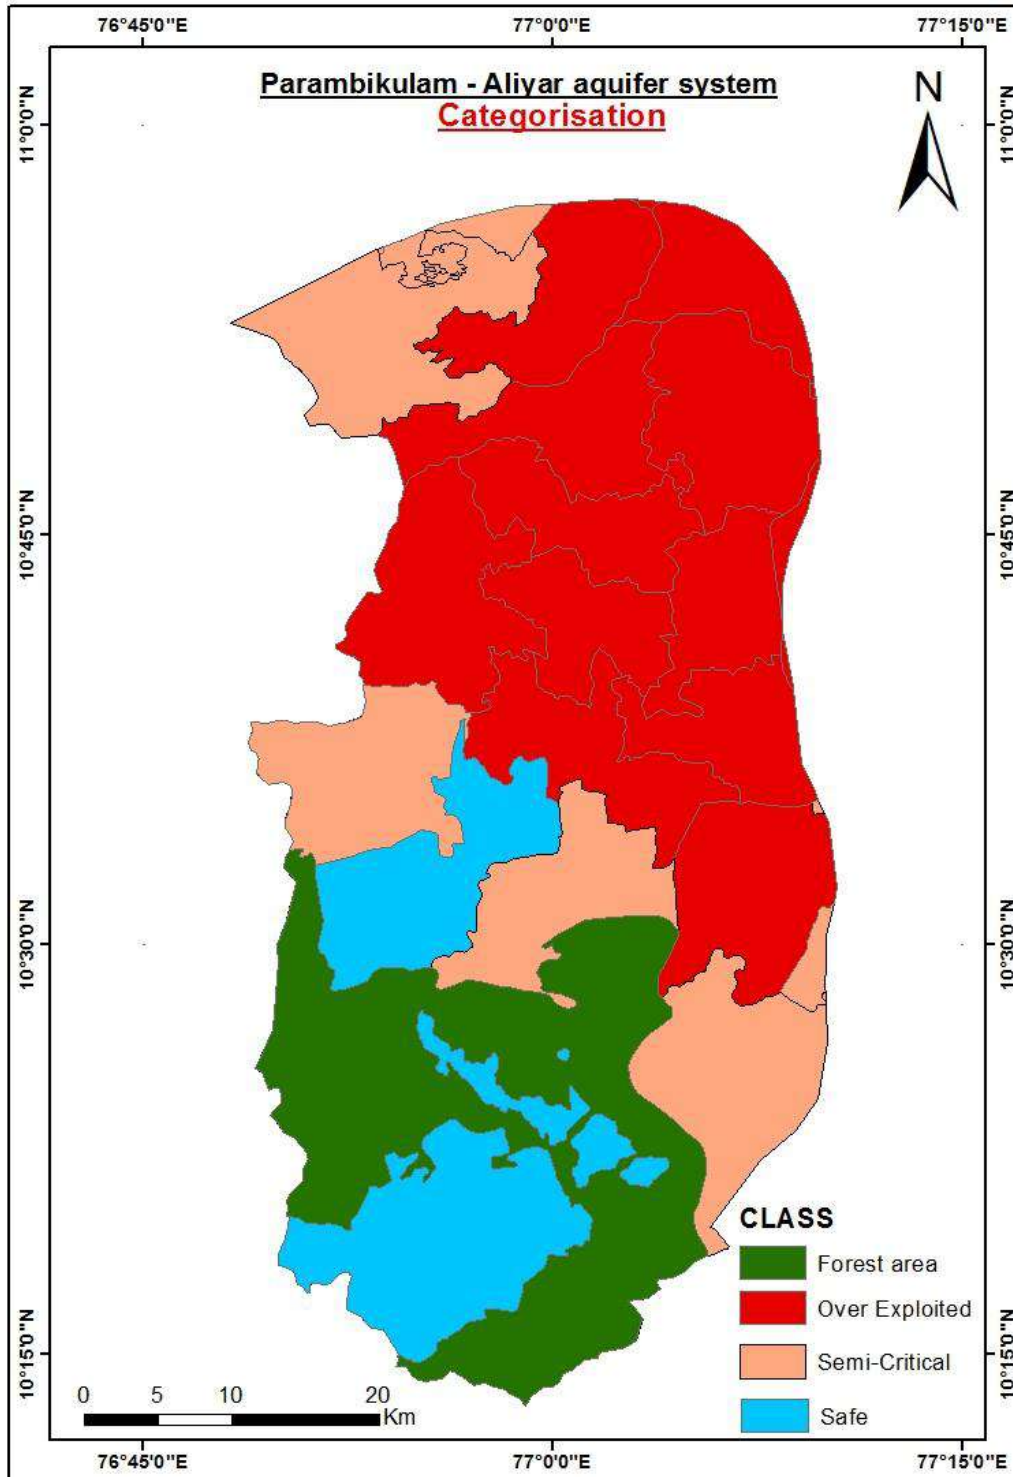 76°45'0"E 77°0'0"E 77°15'0"E
Parambikulam - Aliyar aquifer system
Categorisation
N
11°0'0"N 11°0'0"N
10°45'0"N 10°45'0"N
10°30'0"N 10°30'0"N
CLASS
Forest area
Over Exploited
Semi-Critical
Safe
10°15'0"N 10°15'0"N
0 5 10 20
Km
76°45'0"E 77°0'0"E 77°15'0"E